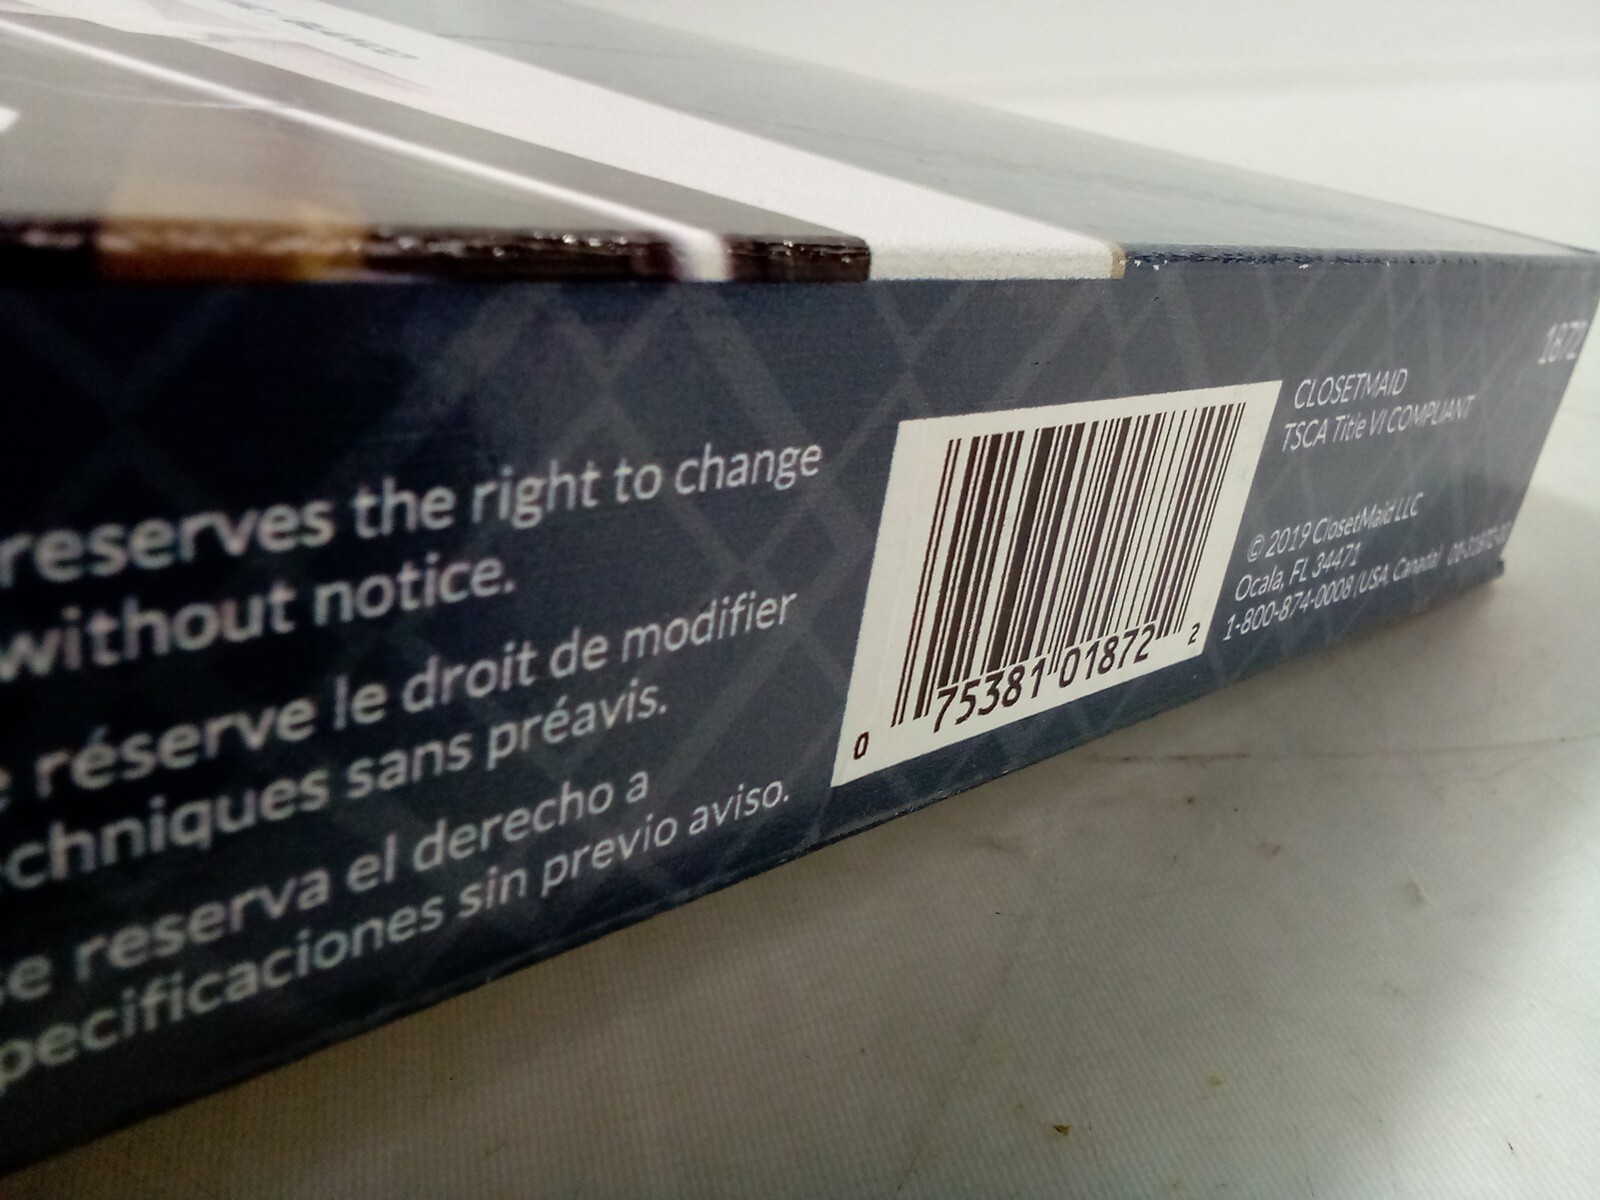 reserves the right to change
without notice.
réserve le droit de modifier
techniques sans préavis.
se reserva el derecho a
especificaciones sin previo aviso.
0 75381 01872 2
CLOSETMAID
TSCA Title VI COMPLIANT
© 2019 ClosetMaid LLC
Ocala, FL 34471
1-800-874-0008 (USA, Canada)
1872